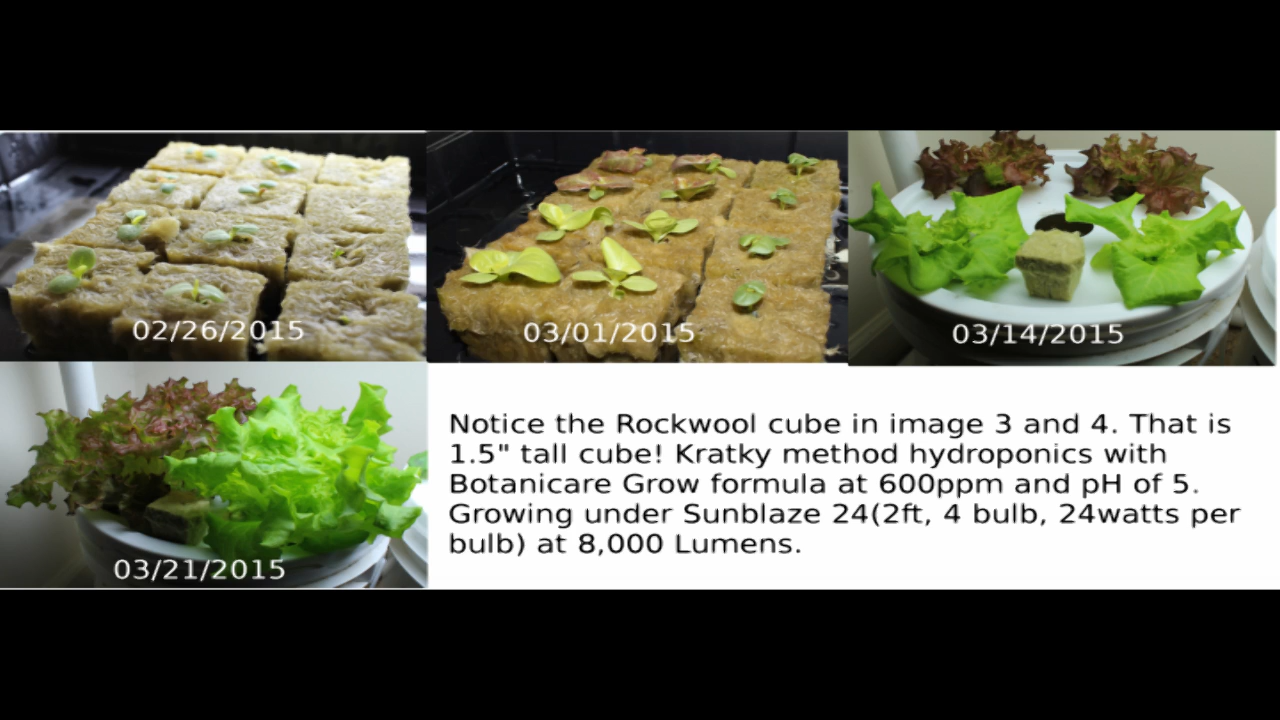 02/26/2015
03/01/2015
03/14/2015
03/21/2015
Notice the Rockwool cube in image 3 and 4. That is
1.5" tall cube! Kratky method hydroponics with
Botanicare Grow formula at 600ppm and pH of 5.
Growing under Sunblaze 24(2ft, 4 bulb, 24watts per
bulb) at 8,000 Lumens.